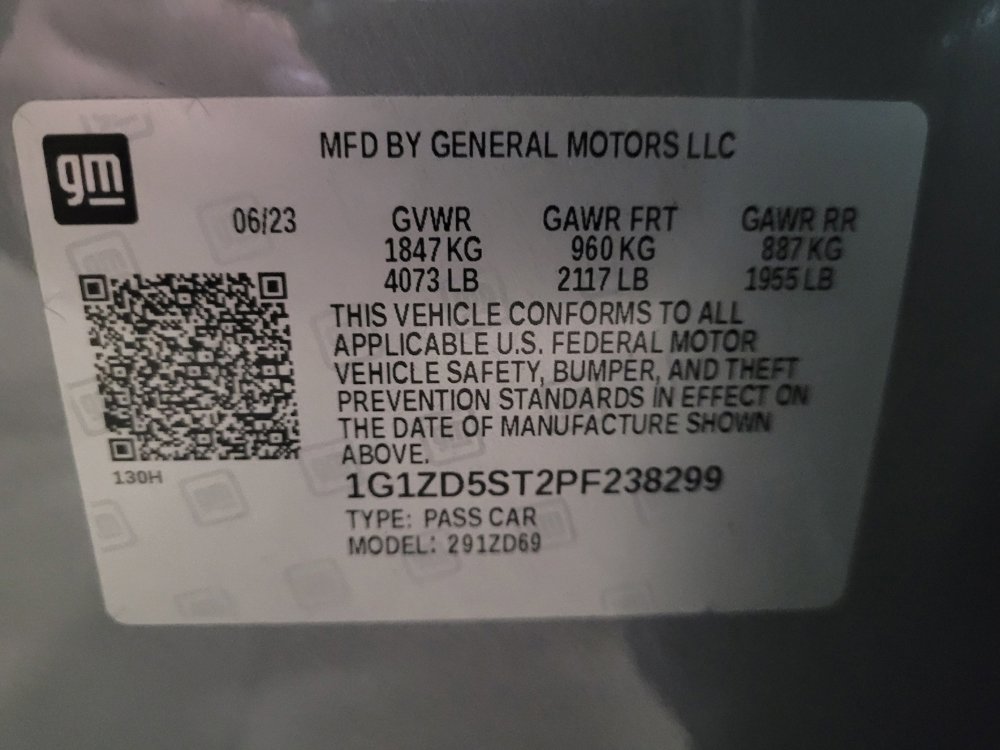 gm
MFD BY GENERAL MOTORS LLC
06/23 GVWR GAWR FRT GAWR RR
1847 KG 960 KG 887 KG
4073 LB 2117 LB 1955 LB
THIS VEHICLE CONFORMS TO ALL
APPLICABLE U.S. FEDERAL MOTOR
VEHICLE SAFETY, BUMPER, AND THEFT
PREVENTION STANDARDS IN EFFECT ON
THE DATE OF MANUFACTURE SHOWN
ABOVE.
130H
1G1ZD5ST2PF238299
TYPE: PASS CAR
MODEL: 291ZD69